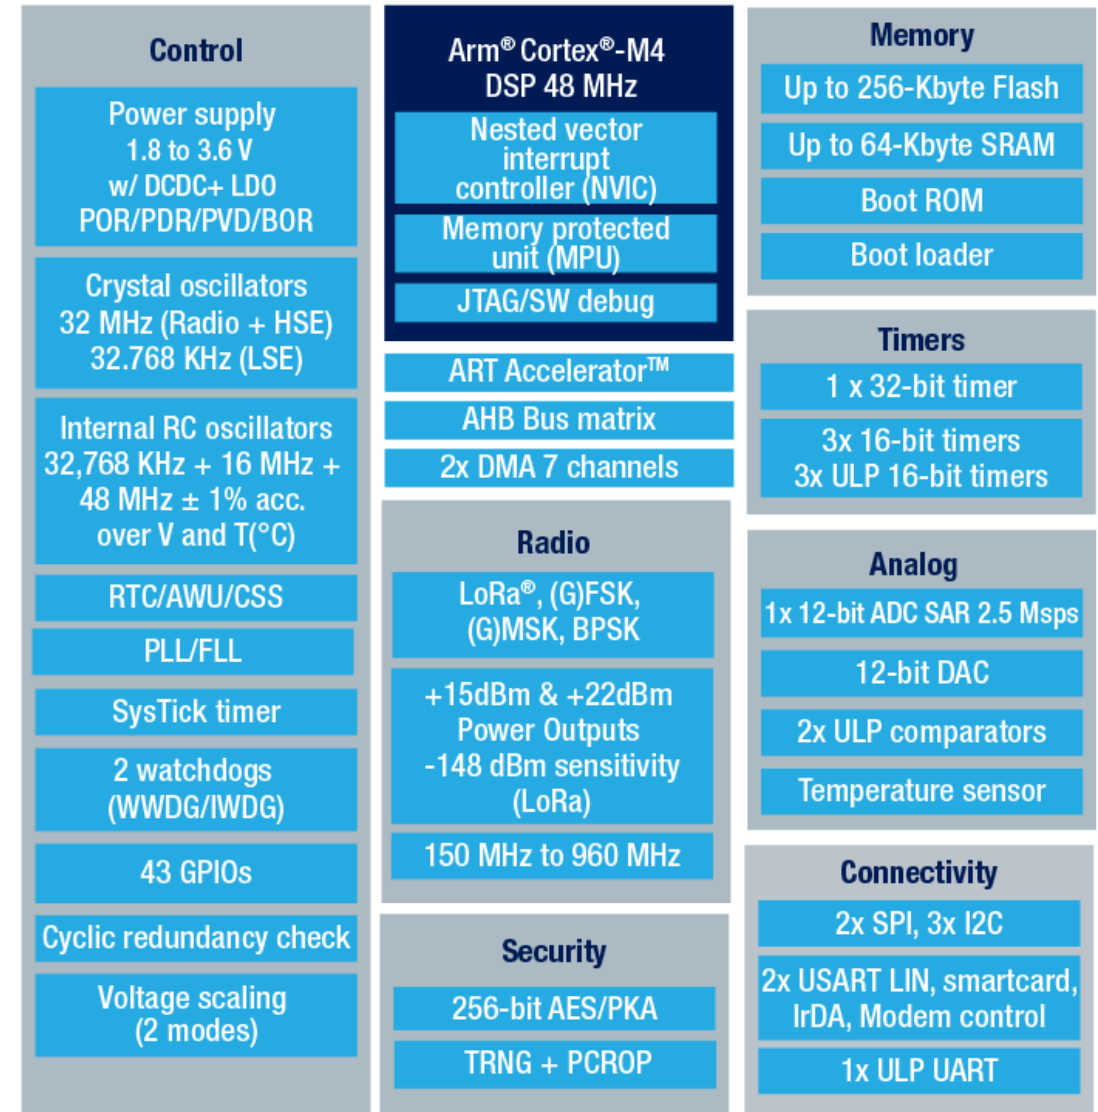 Control
Power supply
1.8 to 3.6 V
w/ DCDC+ LDO
POR/PDR/PVD/BOR
Crystal oscillators
32 MHz (Radio + HSE)
32.768 KHz (LSE)
Internal RC oscillators
32,768 KHz + 16 MHz +
48 MHz ± 1% acc.
over V and T(°C)
RTC/AWU/CSS
PLL/FLL
SysTick timer
2 watchdogs
(WWDG/IWDG)
43 GPIOs
Cyclic redundancy check
Voltage scaling
(2 modes)
Arm® Cortex®-M4
DSP 48 MHz
Nested vector
interrupt
controller (NVIC)
Memory protected
unit (MPU)
JTAG/SW debug
ART Accelerator™
AHB Bus matrix
2x DMA 7 channels
Radio
LoRa®, (G)FSK,
(G)MSK, BPSK
+15dBm & +22dBm
Power Outputs
-148 dBm sensitivity
(LoRa)
150 MHz to 960 MHz
Security
256-bit AES/PKA
TRNG + PCROP
Memory
Up to 256-Kbyte Flash
Up to 64-Kbyte SRAM
Boot ROM
Boot loader
Timers
1 x 32-bit timer
3x 16-bit timers
3x ULP 16-bit timers
Analog
1x 12-bit ADC SAR 2.5 Msps
12-bit DAC
2x ULP comparators
Temperature sensor
Connectivity
2x SPI, 3x I2C
2x USART LIN, smartcard,
IrDA, Modem control
1x ULP UART